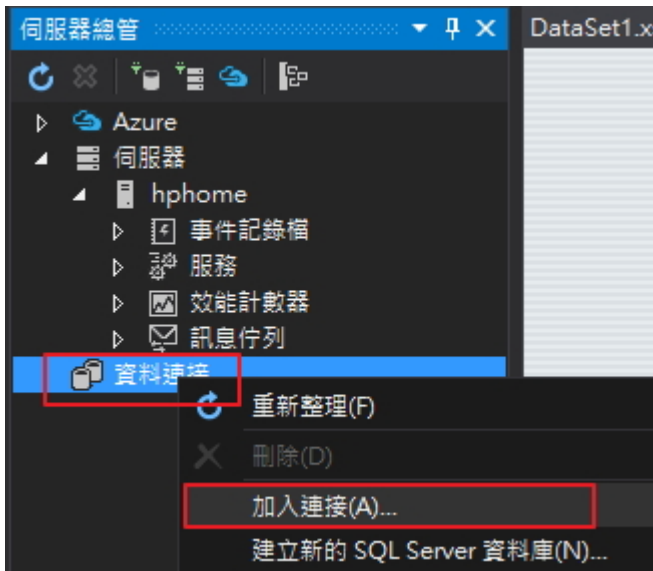 伺服器總管
DataSet1.x
Azure
伺服器
hphome
事件記錄檔
服務
效能計數器
訊息佇列
資料連接
重新整理(F)
刪除(D)
加入連接(A)...
建立新的 SQL Server 資料庫(N)...